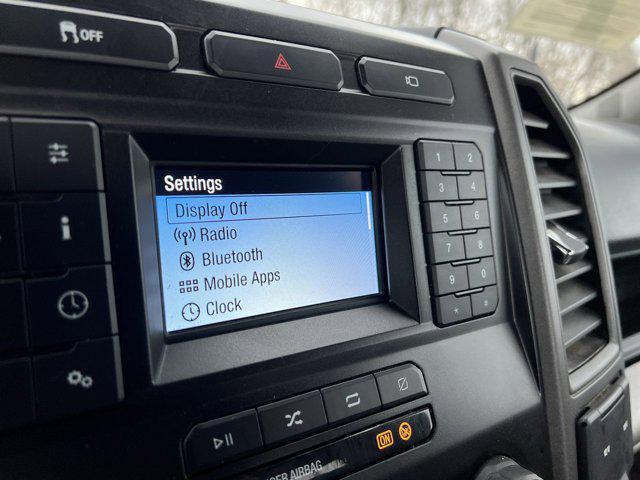 OFF
Settings
Display Off
Radio
Bluetooth
Mobile Apps
Clock
1 2
3 4
5 6
7 8
9 0
* #
i
ON
AIRBAG